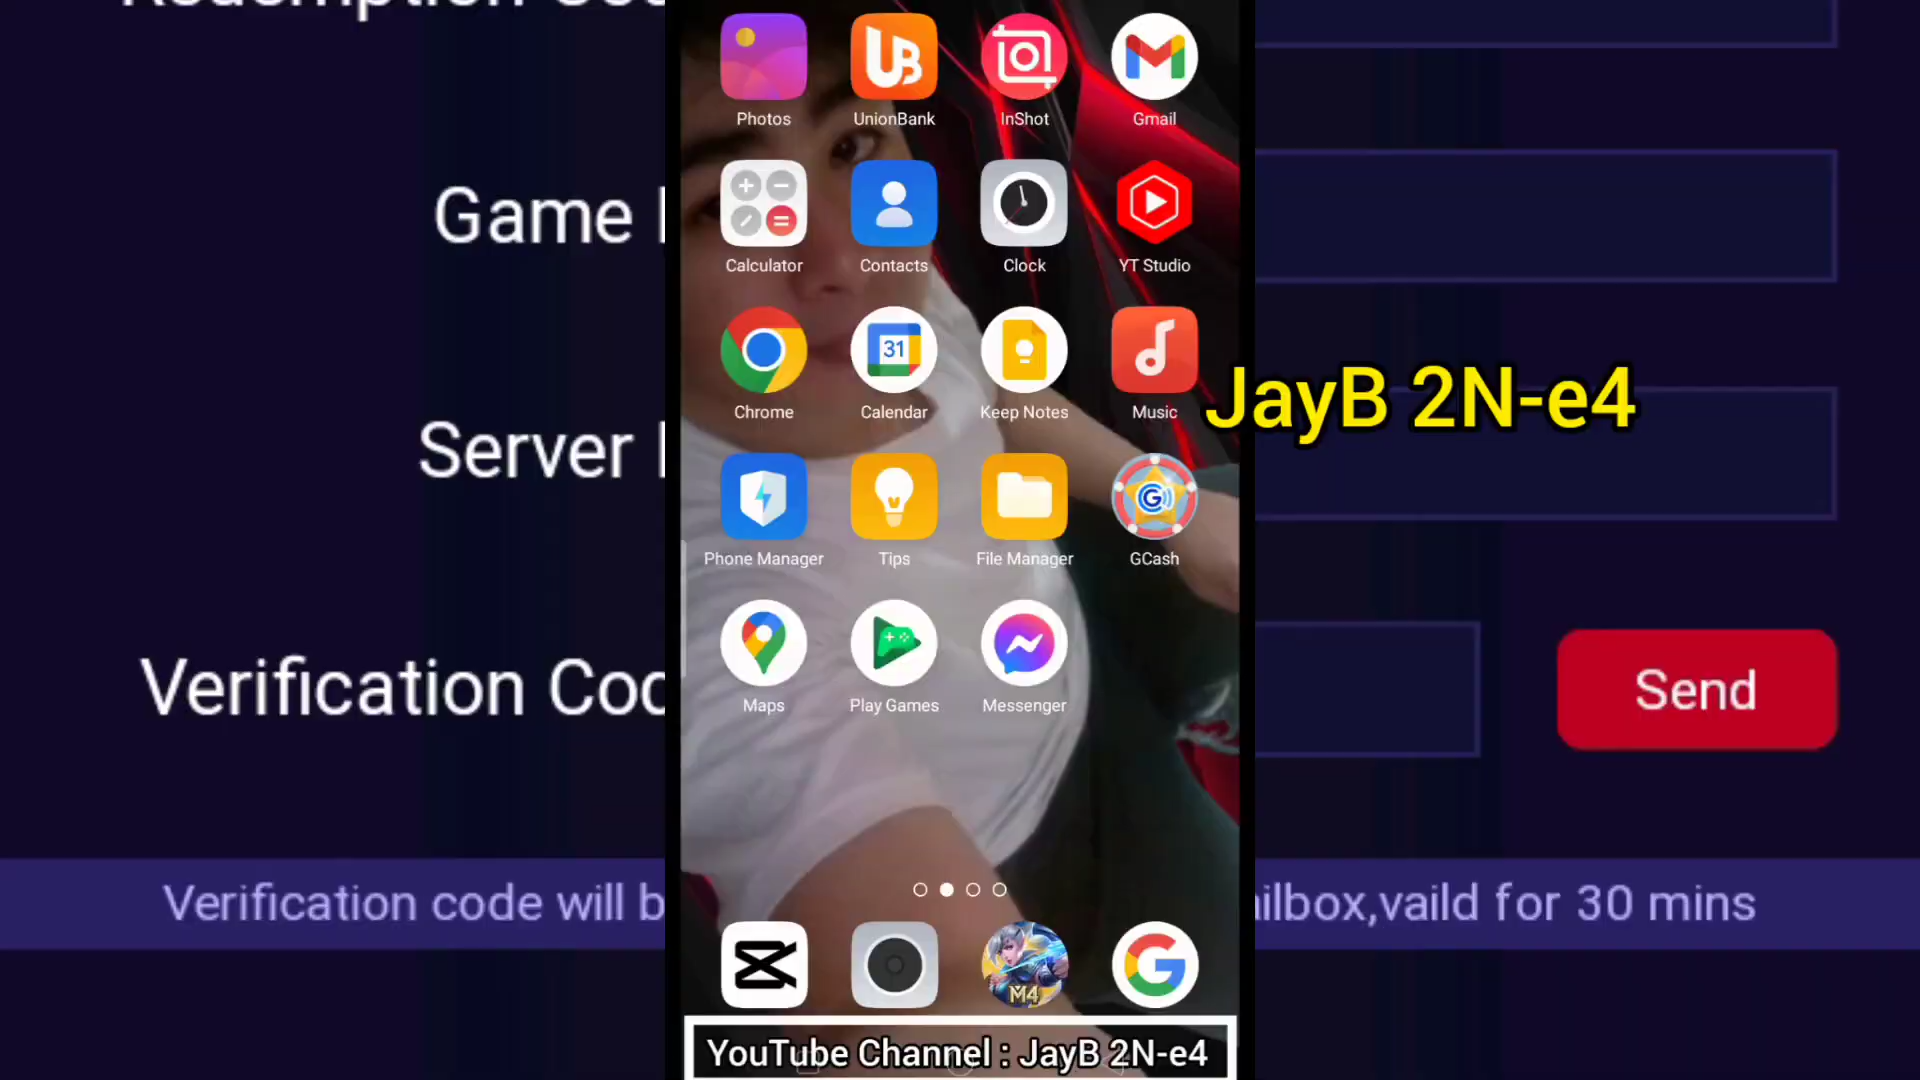 Game
Server
Verification Cod
Send
Verification code will b
ailbox,vaild for 30 mins
Photos
UnionBank
InShot
Gmail
Calculator
Contacts
Clock
YT Studio
Chrome
31
Calendar
Keep Notes
Music
JayB 2N-e4
Phone Manager
Tips
File Manager
GCash
Maps
Play Games
Messenger
M4
YouTube Channel : JayB 2N-e4